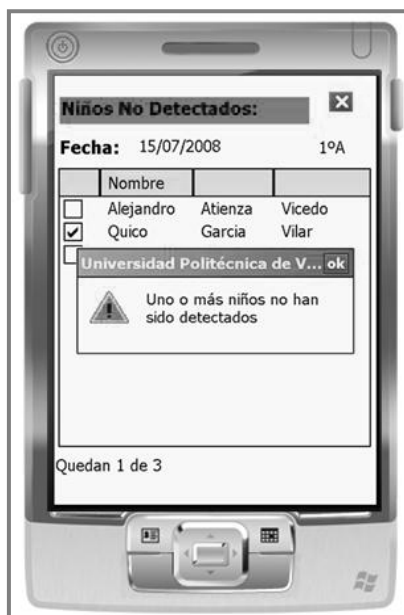 Niños No Detectados:
Fecha: 15/07/2008 1ºA
Nombre
Alejandro Atienza Vicedo
Quico Garcia Vilar
Universidad Politécnica de V... ok
Uno o más niños no han
sido detectados
Quedan 1 de 3